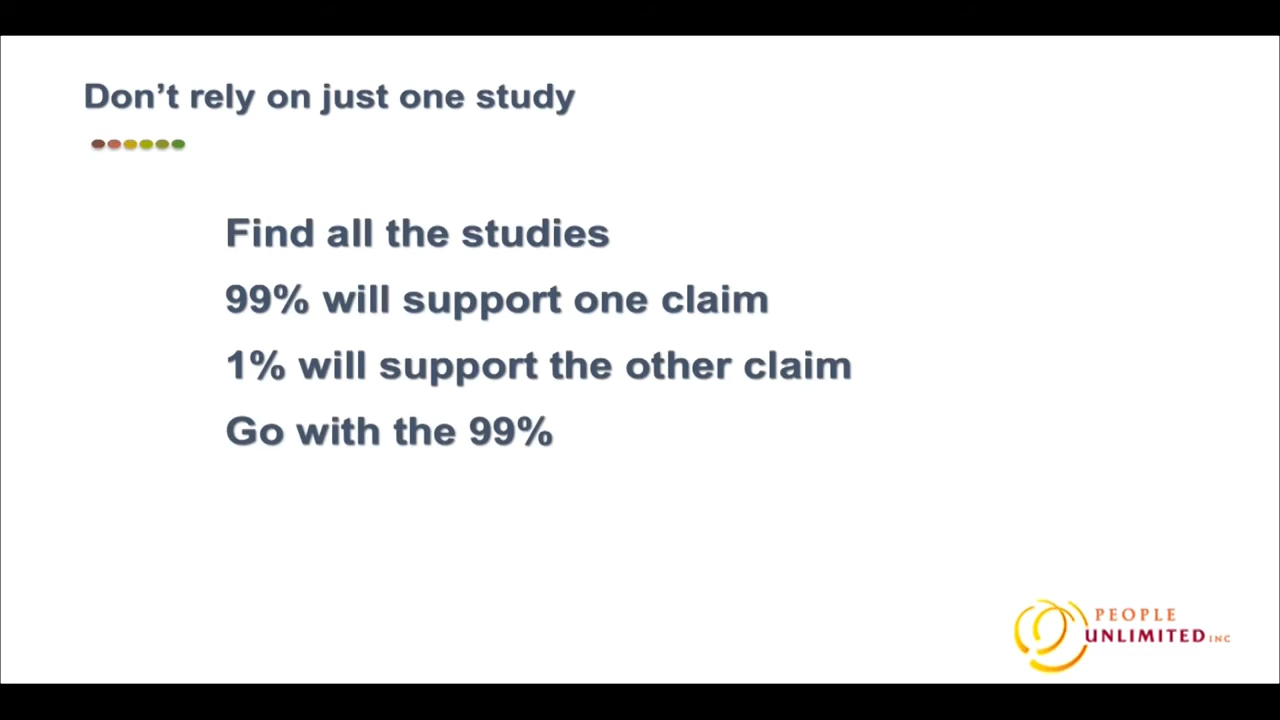 Don’t rely on just one study
Find all the studies
99% will support one claim
1% will support the other claim
Go with the 99%
PEOPLE
UNLIMITED INC